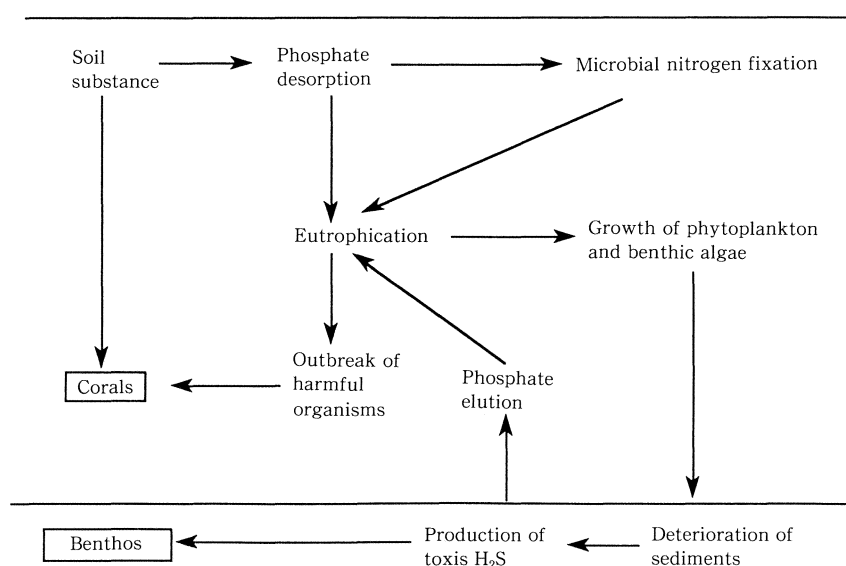 Soil
substance
Phosphate
desorption
Microbial nitrogen fixation
Eutrophication
Growth of phytoplankton
and benthic algae
Outbreak of
harmful
organisms
Corals
Phosphate
elution
Benthos
Production of
toxis H₂S
Deterioration of
sediments